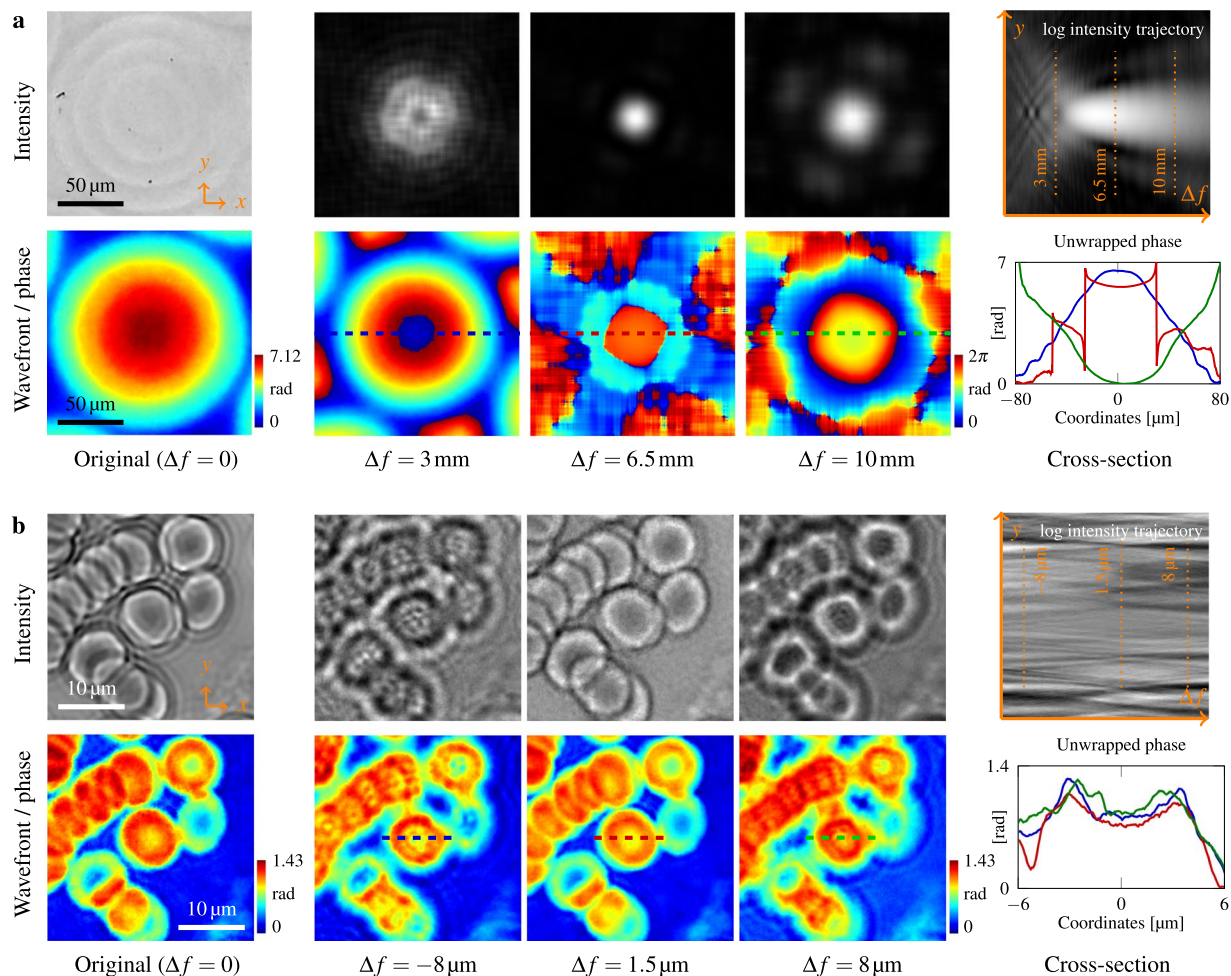 a
Intensity
50 µm
y
x
y
log intensity trajectory
3 mm
6.5 mm
10 mm
Δf
Wavefront / phase
50 µm
7.12
rad
0
2π
rad
0
Unwrapped phase
7
[rad]
0
−80
0
80
Coordinates [µm]
Original (Δf = 0)
Δf = 3 mm
Δf = 6.5 mm
Δf = 10 mm
Cross-section
b
Intensity
10 µm
y
x
y
log intensity trajectory
-8 µm
1.5 µm
8 µm
Δf
Wavefront / phase
10 µm
1.43
rad
0
1.43
rad
0
Unwrapped phase
1.4
[rad]
0
−6
0
6
Coordinates [µm]
Original (Δf = 0)
Δf = −8 µm
Δf = 1.5 µm
Δf = 8 µm
Cross-section